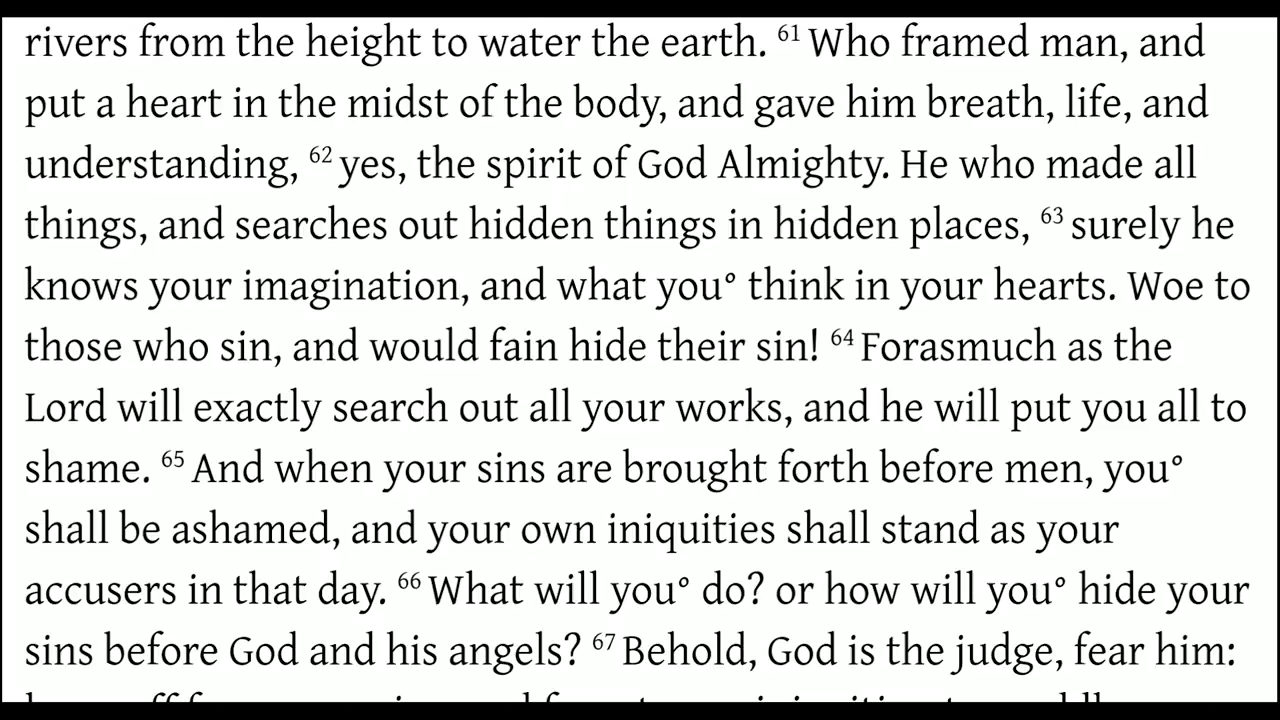 rivers from the height to water the earth. 61 Who framed man, and
put a heart in the midst of the body, and gave him breath, life, and
understanding, 62 yes, the spirit of God Almighty. He who made all
things, and searches out hidden things in hidden places, 63 surely he
knows your imagination, and what you° think in your hearts. Woe to
those who sin, and would fain hide their sin! 64 Forasmuch as the
Lord will exactly search out all your works, and he will put you all to
shame. 65 And when your sins are brought forth before men, you°
shall be ashamed, and your own iniquities shall stand as your
accusers in that day. 66 What will you° do? or how will you° hide your
sins before God and his angels? 67 Behold, God is the judge, fear him: